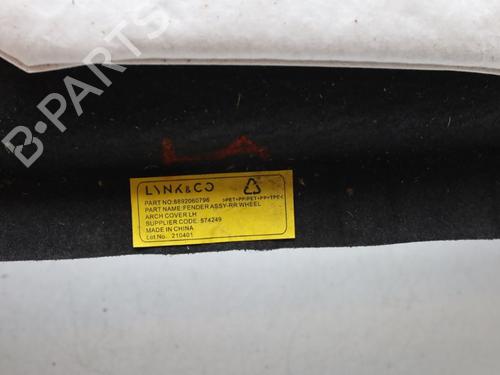 B-PARTS
LYNK&CO
PART NO:8892060796 >PET+PP/PET+PP+TPE<
PART NAME:FENDER ASSY-RR WHEEL
ARCH COVER LH
SUPPLIER CODE: 574249
MADE IN CHINA
Lot No.: 210401